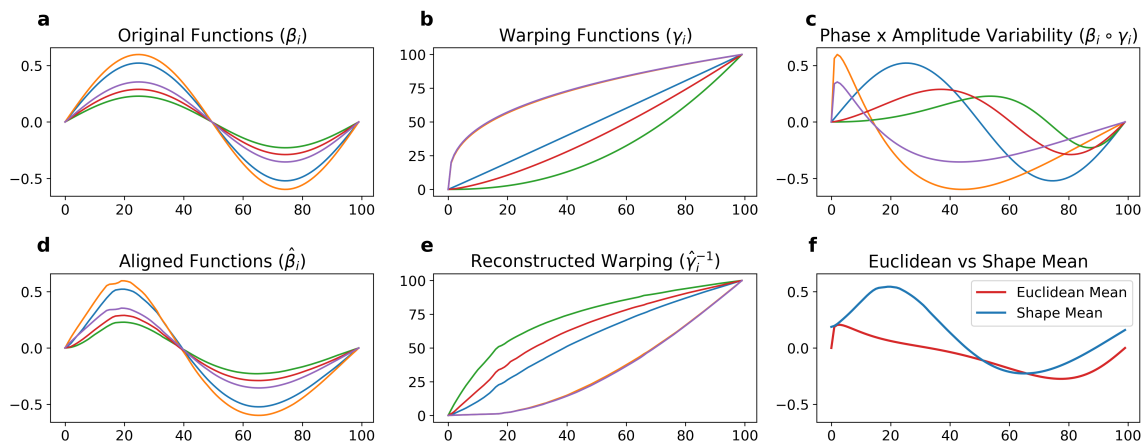 a
Original Functions (βᵢ)
0.5
0.0
−0.5
0 20 40 60 80 100
b
Warping Functions (γᵢ)
100
75
50
25
0
0 20 40 60 80 100
c
Phase x Amplitude Variability (βᵢ ∘ γᵢ)
0.5
0.0
−0.5
0 20 40 60 80 100
d
Aligned Functions (β̂ᵢ)
0.5
0.0
−0.5
0 20 40 60 80 100
e
Reconstructed Warping (γ̂ᵢ⁻¹)
100
75
50
25
0
0 20 40 60 80 100
f
Euclidean vs Shape Mean
Euclidean Mean
Shape Mean
0.5
0.0
−0.5
0 20 40 60 80 100